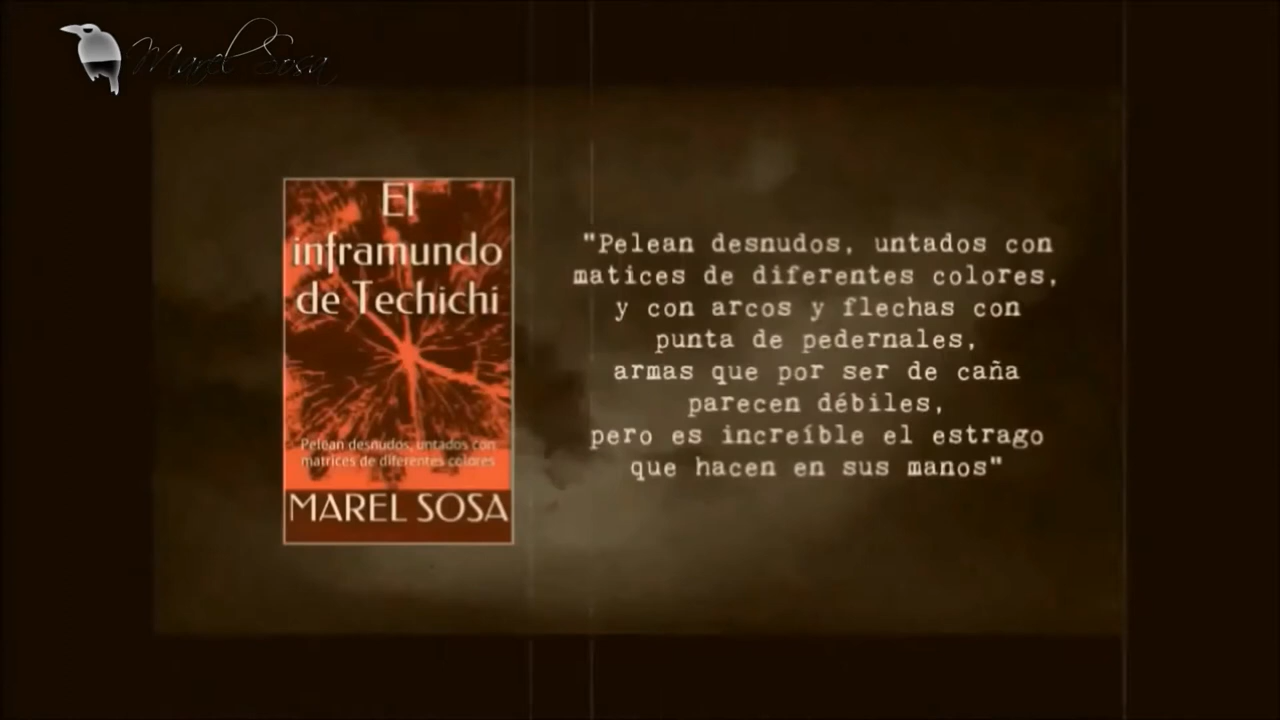 Marel Sosa
El
inframundo
de Techichi
Pelean desnudos, untados con
matrices de diferentes colores
MAREL SOSA
"Pelean desnudos, untados con
matices de diferentes colores,
y con arcos y flechas con
punta de pedernales,
armas que por ser de caña
parecen débiles,
pero es increíble el estrago
que hacen en sus manos"